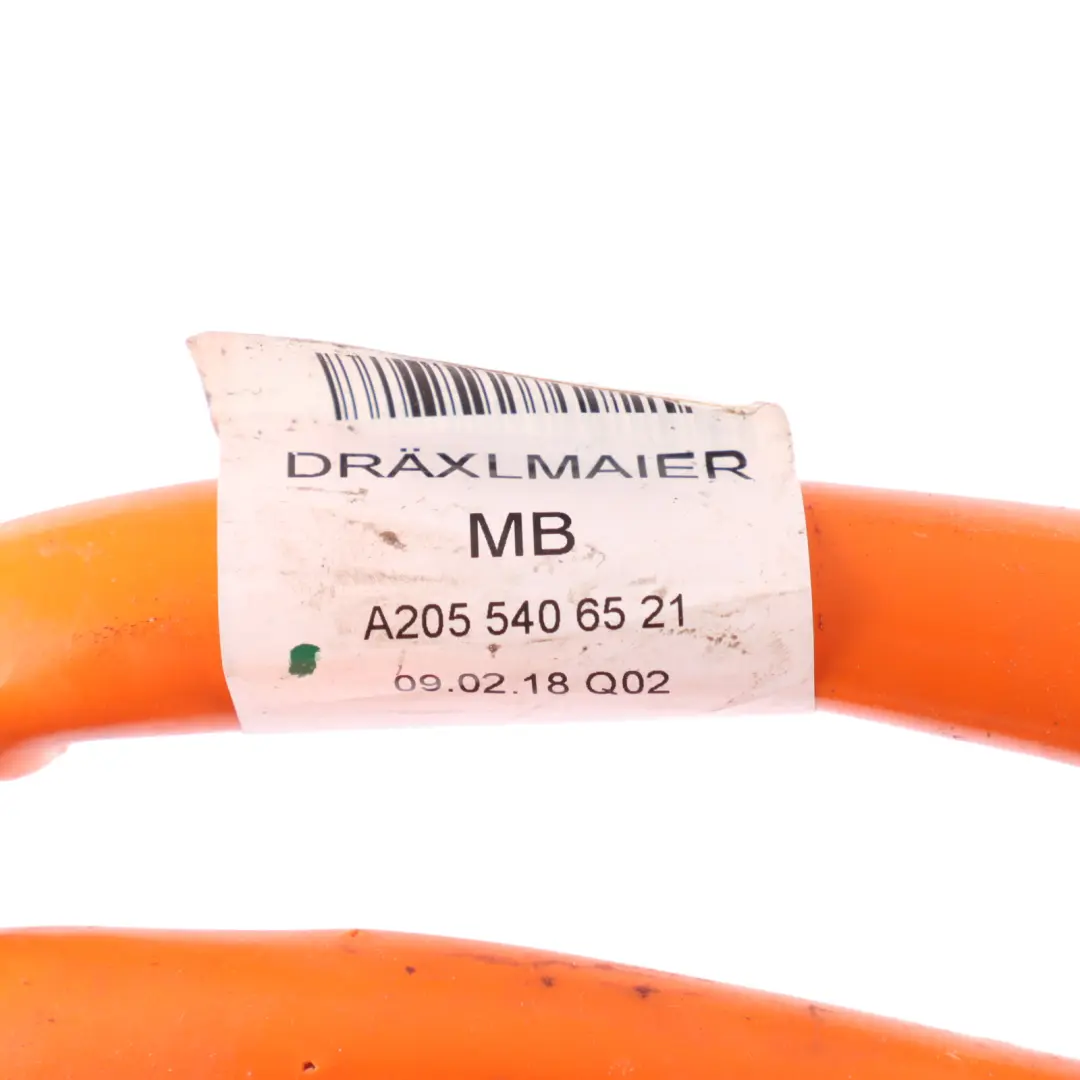 DRÄXLMAIER
MB
A205 540 65 21
09.02.18 Q02